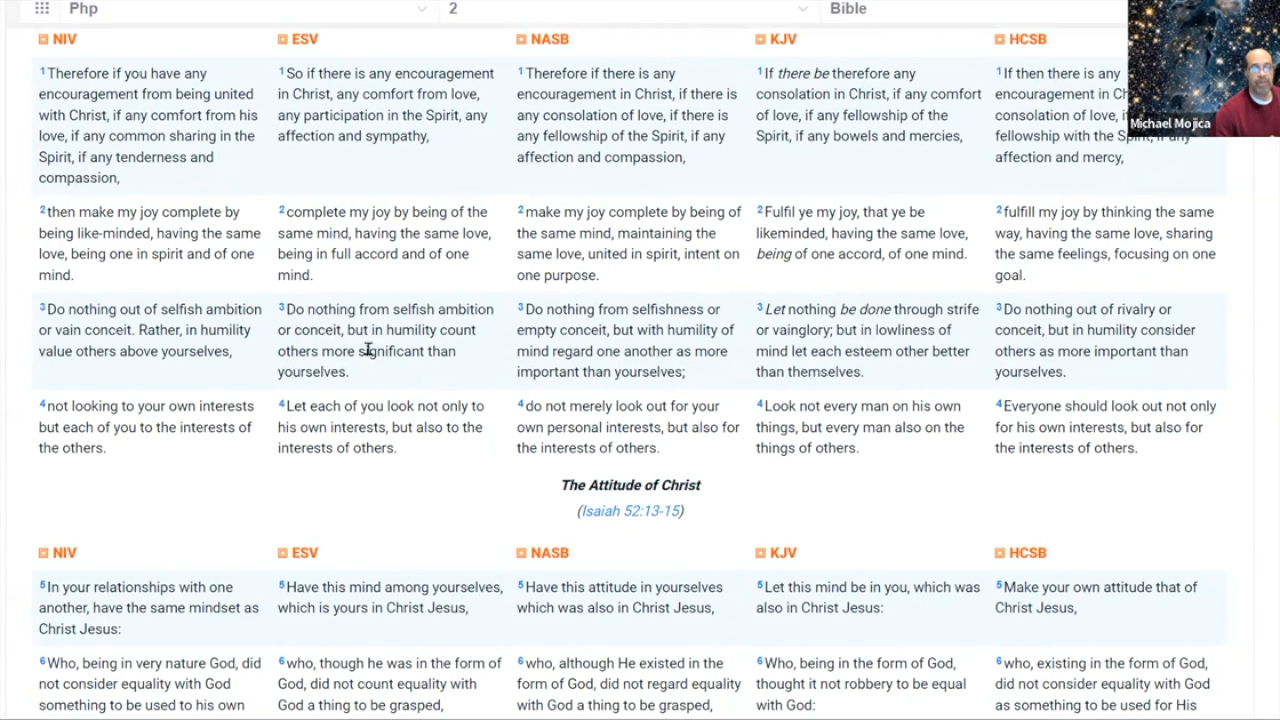 Php 2 Bible
NIV ESV NASB KJV HCSB
1Therefore if you have any
encouragement from being united
with Christ, if any comfort from his
love, if any common sharing in the
Spirit, if any tenderness and
compassion,
1So if there is any encouragement
in Christ, any comfort from love,
any participation in the Spirit, any
affection and sympathy,
1Therefore if there is any
encouragement in Christ, if there is
any consolation of love, if there is
any fellowship of the Spirit, if any
affection and compassion,
1If there be therefore any
consolation in Christ, if any comfort
of love, if any fellowship of the
Spirit, if any bowels and mercies,
1If then there is any
encouragement in
consolation of love, if
fellowship with the Spirit, if any
affection and mercy,
Michael Mojica
2then make my joy complete by
being like-minded, having the same
love, being one in spirit and of one
mind.
2complete my joy by being of the
same mind, having the same love,
being in full accord and of one
mind.
2make my joy complete by being of
the same mind, maintaining the
same love, united in spirit, intent on
one purpose.
2Fulfil ye my joy, that ye be
likeminded, having the same love,
being of one accord, of one mind.
2fulfill my joy by thinking the same
way, having the same love, sharing
the same feelings, focusing on one
goal.
3Do nothing out of selfish ambition
or vain conceit. Rather, in humility
value others above yourselves,
3Do nothing from selfish ambition
or conceit, but in humility count
others more significant than
yourselves.
3Do nothing from selfishness or
empty conceit, but with humility of
mind regard one another as more
important than yourselves;
3Let nothing be done through strife
or vainglory; but in lowliness of
mind let each esteem other better
than themselves.
3Do nothing out of rivalry or
conceit, but in humility consider
others as more important than
yourselves.
4not looking to your own interests
but each of you to the interests of
the others.
4Let each of you look not only to
his own interests, but also to the
interests of others.
4do not merely look out for your
own personal interests, but also for
the interests of others.
4Look not every man on his own
things, but every man also on the
things of others.
4Everyone should look out not only
for his own interests, but also for
the interests of others.
The Attitude of Christ
(Isaiah 52:13-15)
NIV ESV NASB KJV HCSB
5In your relationships with one
another, have the same mindset as
Christ Jesus:
5Have this mind among yourselves,
which is yours in Christ Jesus,
5Have this attitude in yourselves
which was also in Christ Jesus,
5Let this mind be in you, which was
also in Christ Jesus:
5Make your own attitude that of
Christ Jesus,
6Who, being in very nature God, did
not consider equality with God
something to be used to his own
6who, though he was in the form of
God, did not count equality with
God a thing to be grasped,
6who, although He existed in the
form of God, did not regard equality
with God a thing to be grasped,
6Who, being in the form of God,
thought it not robbery to be equal
with God:
6who, existing in the form of God,
did not consider equality with God
as something to be used for His